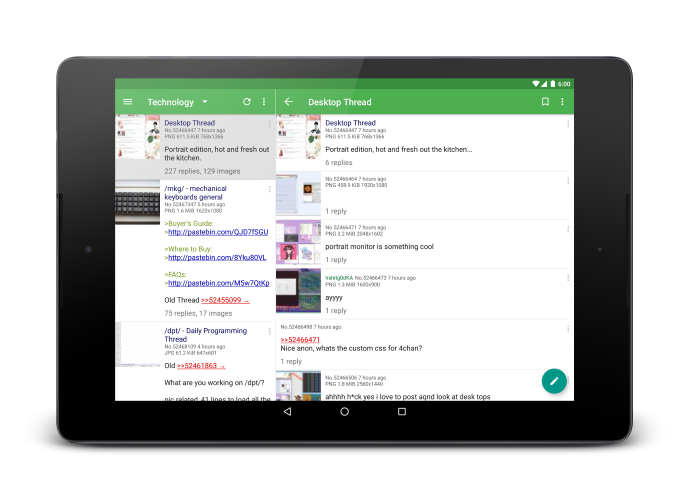 6:00
Technology
Desktop Thread
Desktop Thread
No.52466447 7 hours ago
PNG 611.5 KiB 768x1366
Portrait edition, hot and fresh out
the kitchen.
227 replies, 129 images
/mkg/ - mechanical
keyboards general
No.52467347 5 hours ago
PNG 1.6 MiB 1620x1080
>Buyer's Guide:
>http://pastebin.com/QJD7fSGU
>Where to Buy:
>http://pastebin.com/8Yku80VL
>FAQs:
>http://pastebin.com/M5w7QtKp
Old Thread >>52455099 →
75 replies, 17 images
/dpt/ - Daily Programming
Thread
No.52468109 4 hours ago
JPG 61.2 KiB 647x601
Old >>52461863 →
What are you working on /dpt/?
pic related, 41 lines to load all the
Desktop Thread
No.52466447 7 hours ago
PNG 611.5 KiB 768x1366
Portrait edition, hot and fresh out the kitchen...
6 replies
No.52466464 7 hours ago
PNG 458.9 KiB 1920x1080
1 reply
No.52466471 7 hours ago
PNG 3.2 MiB 2048x1602
portrait monitor is something cool
1 reply
!nshitg0dKA No.52466473 7 hours ago
PNG 1.3 MiB 1600x900
ayyyy
1 reply
No.52466498 7 hours ago
>>52466471
Nice anon, whats the custom css for 4chan?
1 reply
No.52466506 7 hours ago
PNG 1.8 MiB 2560x1440
ahhhh h*ck yes i love to post aqnd look at desk tops